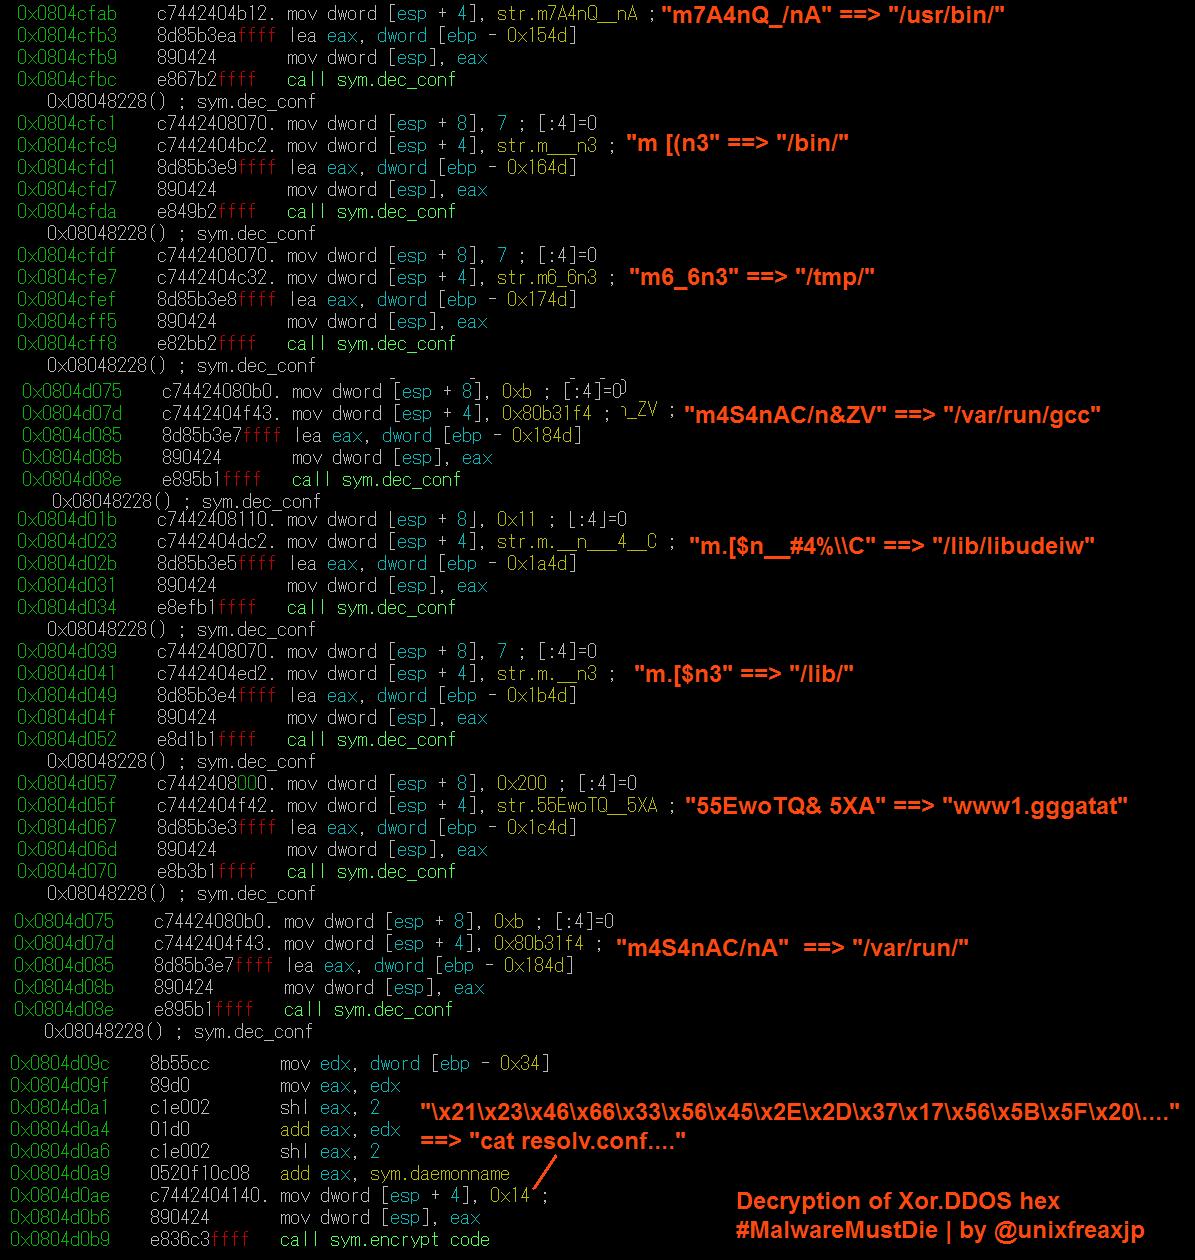 0x0804cfab c7442404b12. mov dword [esp + 4], str.m7A4nQ__nA ; "m7A4nQ_/nA" ==> "/usr/bin/"
0x0804cfb3 8d85b3eaffff lea eax, dword [ebp - 0x154d]
0x0804cfb9 890424 mov dword [esp], eax
0x0804cfbc e867b2ffff call sym.dec_conf
0x08048228() ; sym.dec_conf
0x0804cfc1 c7442408070. mov dword [esp + 8], 7 ; [:4]=0
0x0804cfc9 c7442404bc2. mov dword [esp + 4], str.m___n3 ; "m [(n3" ==> "/bin/"
0x0804cfd1 8d85b3e9ffff lea eax, dword [ebp - 0x164d]
0x0804cfd7 890424 mov dword [esp], eax
0x0804cfda e849b2ffff call sym.dec_conf
0x08048228() ; sym.dec_conf
0x0804cfdf c7442408070. mov dword [esp + 8], 7 ; [:4]=0
0x0804cfe7 c7442404c32. mov dword [esp + 4], str.m6_6n3 ; "m6_6n3" ==> "/tmp/"
0x0804cfef 8d85b3e8ffff lea eax, dword [ebp - 0x174d]
0x0804cff5 890424 mov dword [esp], eax
0x0804cff8 e82bb2ffff call sym.dec_conf
0x08048228() ; sym.dec_conf
0x0804d075 c74424080b0. mov dword [esp + 8], 0xb ; [:4]=0
0x0804d07d c7442404f43. mov dword [esp + 4], 0x80b31f4 ; _ZV ; "m4S4nAC/n&ZV" ==> "/var/run/gcc"
0x0804d085 8d85b3e7ffff lea eax, dword [ebp - 0x184d]
0x0804d08b 890424 mov dword [esp], eax
0x0804d08e e895b1ffff call sym.dec_conf
0x08048228() ; sym.dec_conf
0x0804d01b c7442408110. mov dword [esp + 8], 0x11 ; [:4]=0
0x0804d023 c7442404dc2. mov dword [esp + 4], str.m.__n___4__C ; "m.[$n__#4%\\C" ==> "/lib/libudeiw"
0x0804d02b 8d85b3e5ffff lea eax, dword [ebp - 0x1a4d]
0x0804d031 890424 mov dword [esp], eax
0x0804d034 e8efb1ffff call sym.dec_conf
0x08048228() ; sym.dec_conf
0x0804d039 c7442408070. mov dword [esp + 8], 7 ; [:4]=0
0x0804d041 c7442404ed2. mov dword [esp + 4], str.m.__n3 ; "m.[$n3" ==> "/lib/"
0x0804d049 8d85b3e4ffff lea eax, dword [ebp - 0x1b4d]
0x0804d04f 890424 mov dword [esp], eax
0x0804d052 e8d1b1ffff call sym.dec_conf
0x08048228() ; sym.dec_conf
0x0804d057 c7442408000. mov dword [esp + 8], 0x200 ; [:4]=0
0x0804d05f c7442404f42. mov dword [esp + 4], str.55EwoTQ__5XA ; "55EwoTQ& 5XA" ==> "www1.gggatat"
0x0804d067 8d85b3e3ffff lea eax, dword [ebp - 0x1c4d]
0x0804d06d 890424 mov dword [esp], eax
0x0804d070 e8b3b1ffff call sym.dec_conf
0x08048228() ; sym.dec_conf
0x0804d075 c74424080b0. mov dword [esp + 8], 0xb ; [:4]=0
0x0804d07d c7442404f43. mov dword [esp + 4], 0x80b31f4 ; "m4S4nAC/nA" ==> "/var/run/"
0x0804d085 8d85b3e7ffff lea eax, dword [ebp - 0x184d]
0x0804d08b 890424 mov dword [esp], eax
0x0804d08e e895b1ffff call sym.dec_conf
0x08048228() ; sym.dec_conf
0x0804d09c 8b55cc mov edx, dword [ebp - 0x34]
0x0804d09f 89d0 mov eax, edx
0x0804d0a1 c1e002 shl eax, 2 "\x21\x23\x46\x66\x33\x56\x45\x2E\x2D\x37\x17\x56\x5B\x5F\x20\...."
0x0804d0a4 01d0 add eax, edx ==> "cat resolv.conf...."
0x0804d0a6 c1e002 shl eax, 2
0x0804d0a9 0520f10c08 add eax, sym.daemonname
0x0804d0ae c7442404140. mov dword [esp + 4], 0x14 ;
0x0804d0b6 890424 mov dword [esp], eax
0x0804d0b9 e836c3ffff call sym.encrypt code
Decryption of Xor.DDOS hex
#MalwareMustDie | by @unixfreaxjp